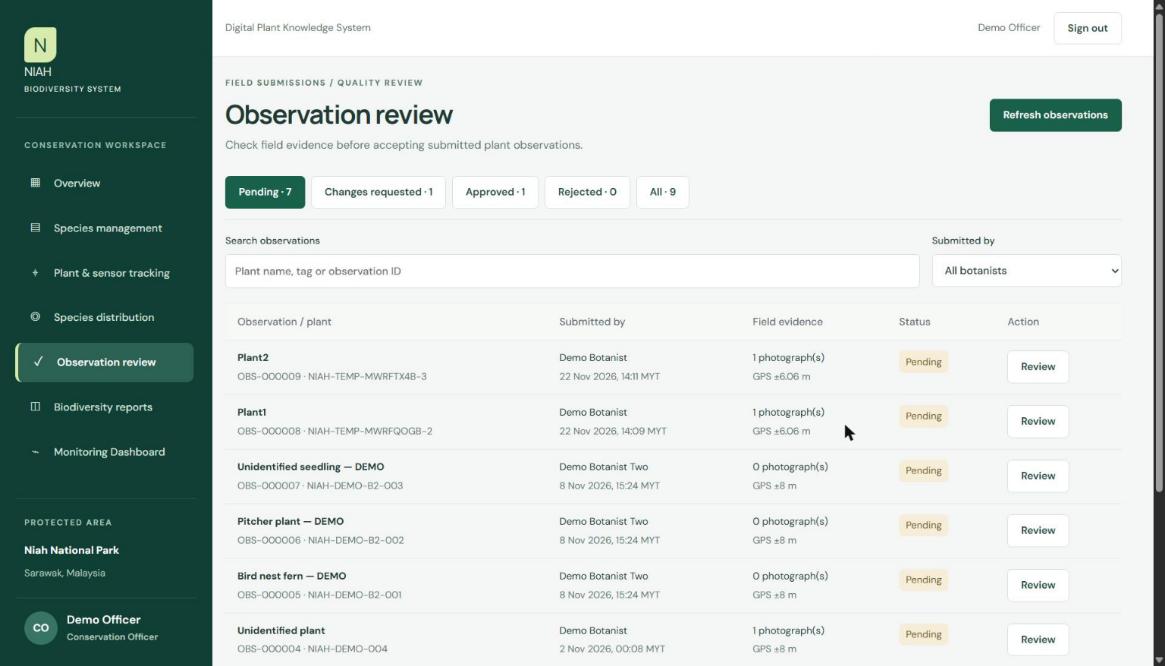 N
NIAH
BIODIVERSITY SYSTEM
CONSERVATION WORKSPACE
Overview
Species management
Plant & sensor tracking
Species distribution
Observation review
Biodiversity reports
Monitoring Dashboard
PROTECTED AREA
Niah National Park
Sarawak, Malaysia
CO
Demo Officer
Conservation Officer
Digital Plant Knowledge System
Demo Officer
Sign out
FIELD SUBMISSIONS / QUALITY REVIEW
Observation review
Refresh observations
Check field evidence before accepting submitted plant observations.
Pending · 7
Changes requested · 1
Approved · 1
Rejected · 0
All · 9
Search observations
Submitted by
Plant name, tag or observation ID
All botanists
Observation / plant Submitted by Field evidence Status Action
Plant2 Demo Botanist 1 photograph(s) Pending Review
OBS-000009 · NIAH-TEMP-MWRFTX4B-3 22 Nov 2026, 14:11 MYT GPS ±6.06 m
Plant1 Demo Botanist 1 photograph(s) Pending Review
OBS-000008 · NIAH-TEMP-MWRFQOGB-2 22 Nov 2026, 14:09 MYT GPS ±6.06 m
Unidentified seedling — DEMO Demo Botanist Two 0 photograph(s) Pending Review
OBS-000007 · NIAH-DEMO-B2-003 8 Nov 2026, 15:24 MYT GPS ±8 m
Pitcher plant — DEMO Demo Botanist Two 0 photograph(s) Pending Review
OBS-000006 · NIAH-DEMO-B2-002 8 Nov 2026, 15:24 MYT GPS ±8 m
Bird nest fern — DEMO Demo Botanist Two 0 photograph(s) Pending Review
OBS-000005 · NIAH-DEMO-B2-001 8 Nov 2026, 15:24 MYT GPS ±8 m
Unidentified plant Demo Botanist 1 photograph(s) Pending Review
OBS-000004 · NIAH-DEMO-004 2 Nov 2026, 00:08 MYT GPS ±8 m